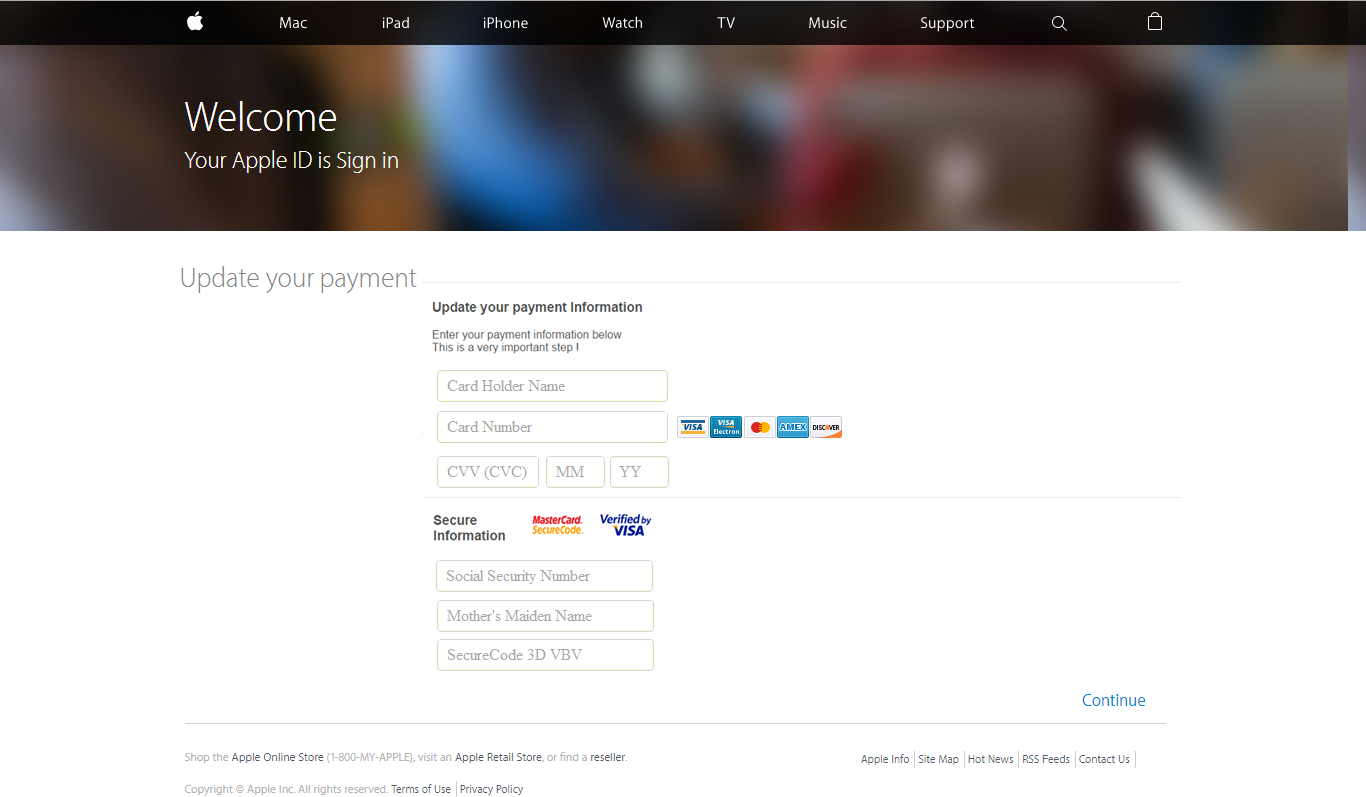 Mac iPad iPhone Watch TV Music Support
Welcome
Your Apple ID is Sign in
Update your payment
Update your payment Information
Enter your payment information below
This is a very important step !
Card Holder Name
Card Number
VISA VISA Electron AMEX DISCOVER
CVV (CVC) MM YY
Secure
Information
MasterCard.
SecureCode.
Verified by
VISA
Social Security Number
Mother's Maiden Name
SecureCode 3D VBV
Continue
Shop the Apple Online Store (1-800-MY-APPLE), visit an Apple Retail Store, or find a reseller.
Apple Info Site Map Hot News RSS Feeds Contact Us
Copyright © Apple Inc. All rights reserved. Terms of Use Privacy Policy